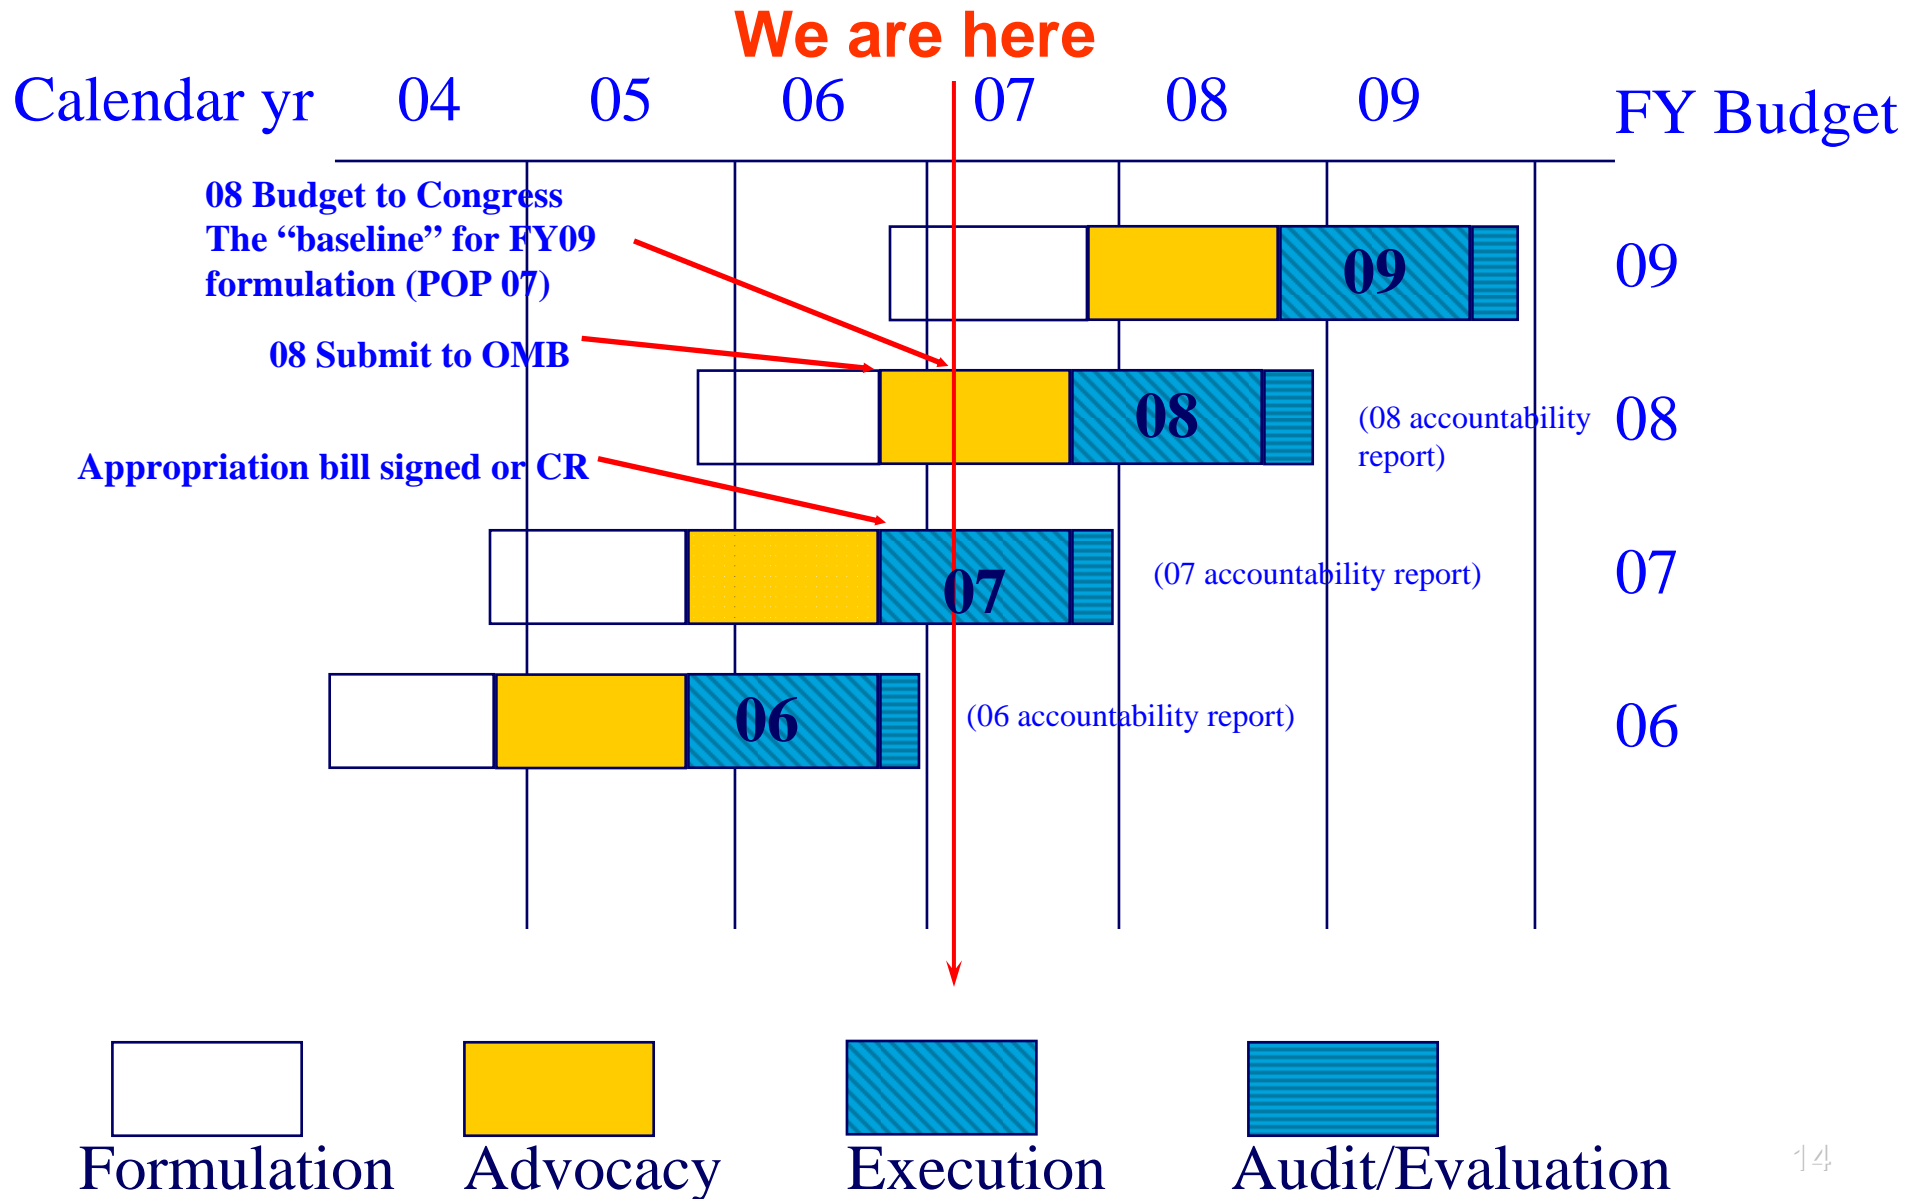 We are here
Calendar yr 04 05 06 07 08 09 FY Budget
08 Budget to Congress
The “baseline” for FY09
formulation (POP 07)
09 09
08 Submit to OMB
08 (08 accountability 08
report)
Appropriation bill signed or CR
07 (07 accountability report) 07
06 (06 accountability report) 06
Formulation Advocacy Execution Audit/Evaluation 14